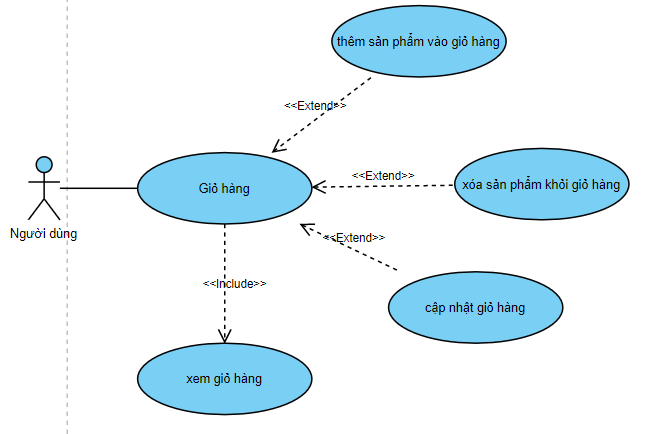 thêm sản phẩm vào giỏ hàng
<<Extend>>
<<Extend>>
xóa sản phẩm khỏi giỏ hàng
Giỏ hàng
Người dùng
<<Extend>>
<<Include>>
cập nhật giỏ hàng
xem giỏ hàng